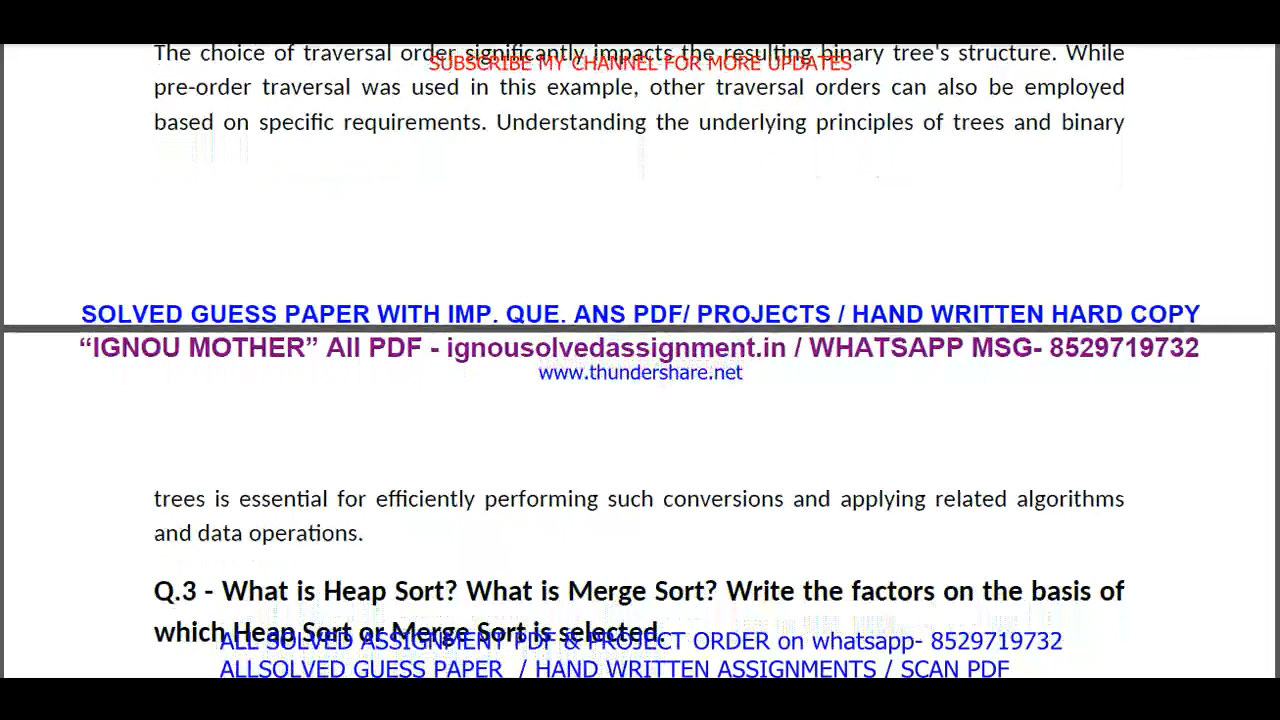 The choice of traversal order significantly impacts the resulting binary tree's structure. While
SUBSCRIBE MY CHANNEL FOR MORE UPDATES
pre-order traversal was used in this example, other traversal orders can also be employed
based on specific requirements. Understanding the underlying principles of trees and binary
SOLVED GUESS PAPER WITH IMP. QUE. ANS PDF/ PROJECTS / HAND WRITTEN HARD COPY
“IGNOU MOTHER” All PDF - ignousolvedassignment.in / WHATSAPP MSG- 8529719732
www.thundershare.net
trees is essential for efficiently performing such conversions and applying related algorithms
and data operations.
Q.3 - What is Heap Sort? What is Merge Sort? Write the factors on the basis of
which Heap Sort or Merge Sort is selected.
ALL SOLVED ASSIGNMENT PDF & PROJECT ORDER on whatsapp- 8529719732
ALLSOLVED GUESS PAPER / HAND WRITTEN ASSIGNMENTS / SCAN PDF